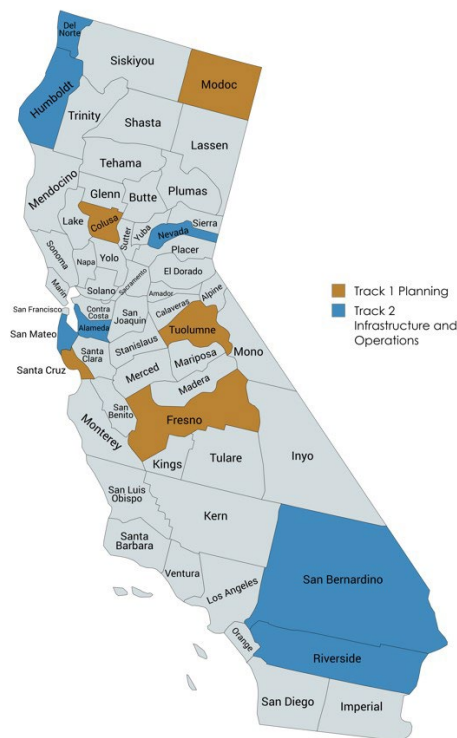 Del
Norte
Siskiyou
Modoc
Humboldt
Trinity
Shasta
Lassen
Tehama
Mendocino
Glenn
Butte
Plumas
Lake
Colusa
Sutter
Yuba
Sierra
Nevada
Placer
Sonoma
Napa
Yolo
El Dorado
Marin
Solano
Sacramento
Amador
Alpine
Calaveras
San Francisco
Contra
Costa
San
Joaquin
Tuolumne
Mono
San Mateo
Alameda
Stanislaus
Mariposa
Santa Cruz
Santa
Clara
Merced
Madera
San
Benito
Fresno
Monterey
Kings
Tulare
Inyo
San Luis
Obispo
Kern
Santa
Barbara
Ventura
Los Angeles
San Bernardino
Orange
Riverside
San Diego
Imperial
Track 1 Planning
Track 2
Infrastructure and
Operations